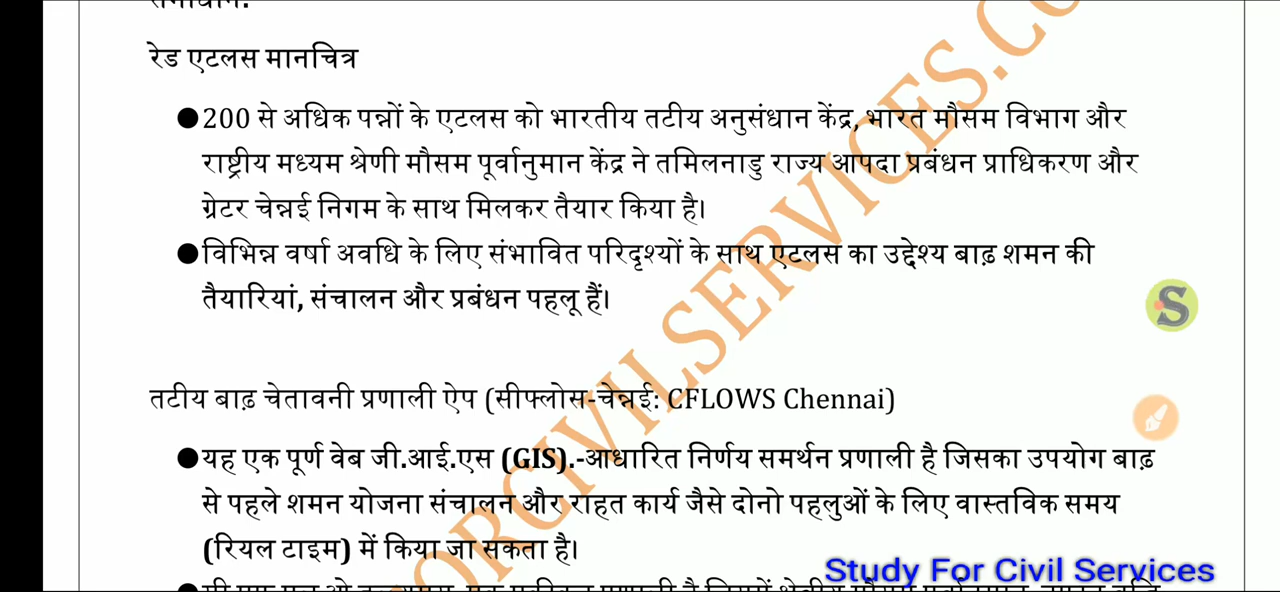 समाधान:
रेड एटलस मानचित्र
●200 से अधिक पन्नों के एटलस को भारतीय तटीय अनुसंधान केंद्र, भारत मौसम विभाग और
राष्ट्रीय मध्यम श्रेणी मौसम पूर्वानुमान केंद्र ने तमिलनाडु राज्य आपदा प्रबंधन प्राधिकरण और
ग्रेटर चेन्नई निगम के साथ मिलकर तैयार किया है।
●विभिन्न वर्षा अवधि के लिए संभावित परिदृश्यों के साथ एटलस का उद्देश्य बाढ़ शमन की
तैयारियां, संचालन और प्रबंधन पहलू हैं।
S
तटीय बाढ़ चेतावनी प्रणाली ऐप (सीफ्लोस-चेन्नई: CFLOWS Chennai)
●यह एक पूर्ण वेब जी.आई.एस (GIS).-आधारित निर्णय समर्थन प्रणाली है जिसका उपयोग बाढ़
से पहले शमन योजना संचालन और राहत कार्य जैसे दोनो पहलुओं के लिए वास्तविक समय
(रियल टाइम) में किया जा सकता है।
ORCIVILSERVICES.CO
Study For Civil Services